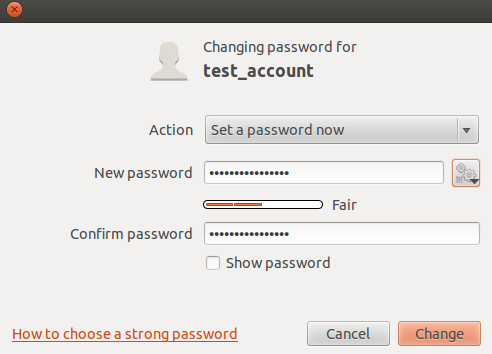 Changing password for
test_account
Action Set a password now
New password ••••••••••••••••
Fair
Confirm password ••••••••••••••••
Show password
How to choose a strong password Cancel Change